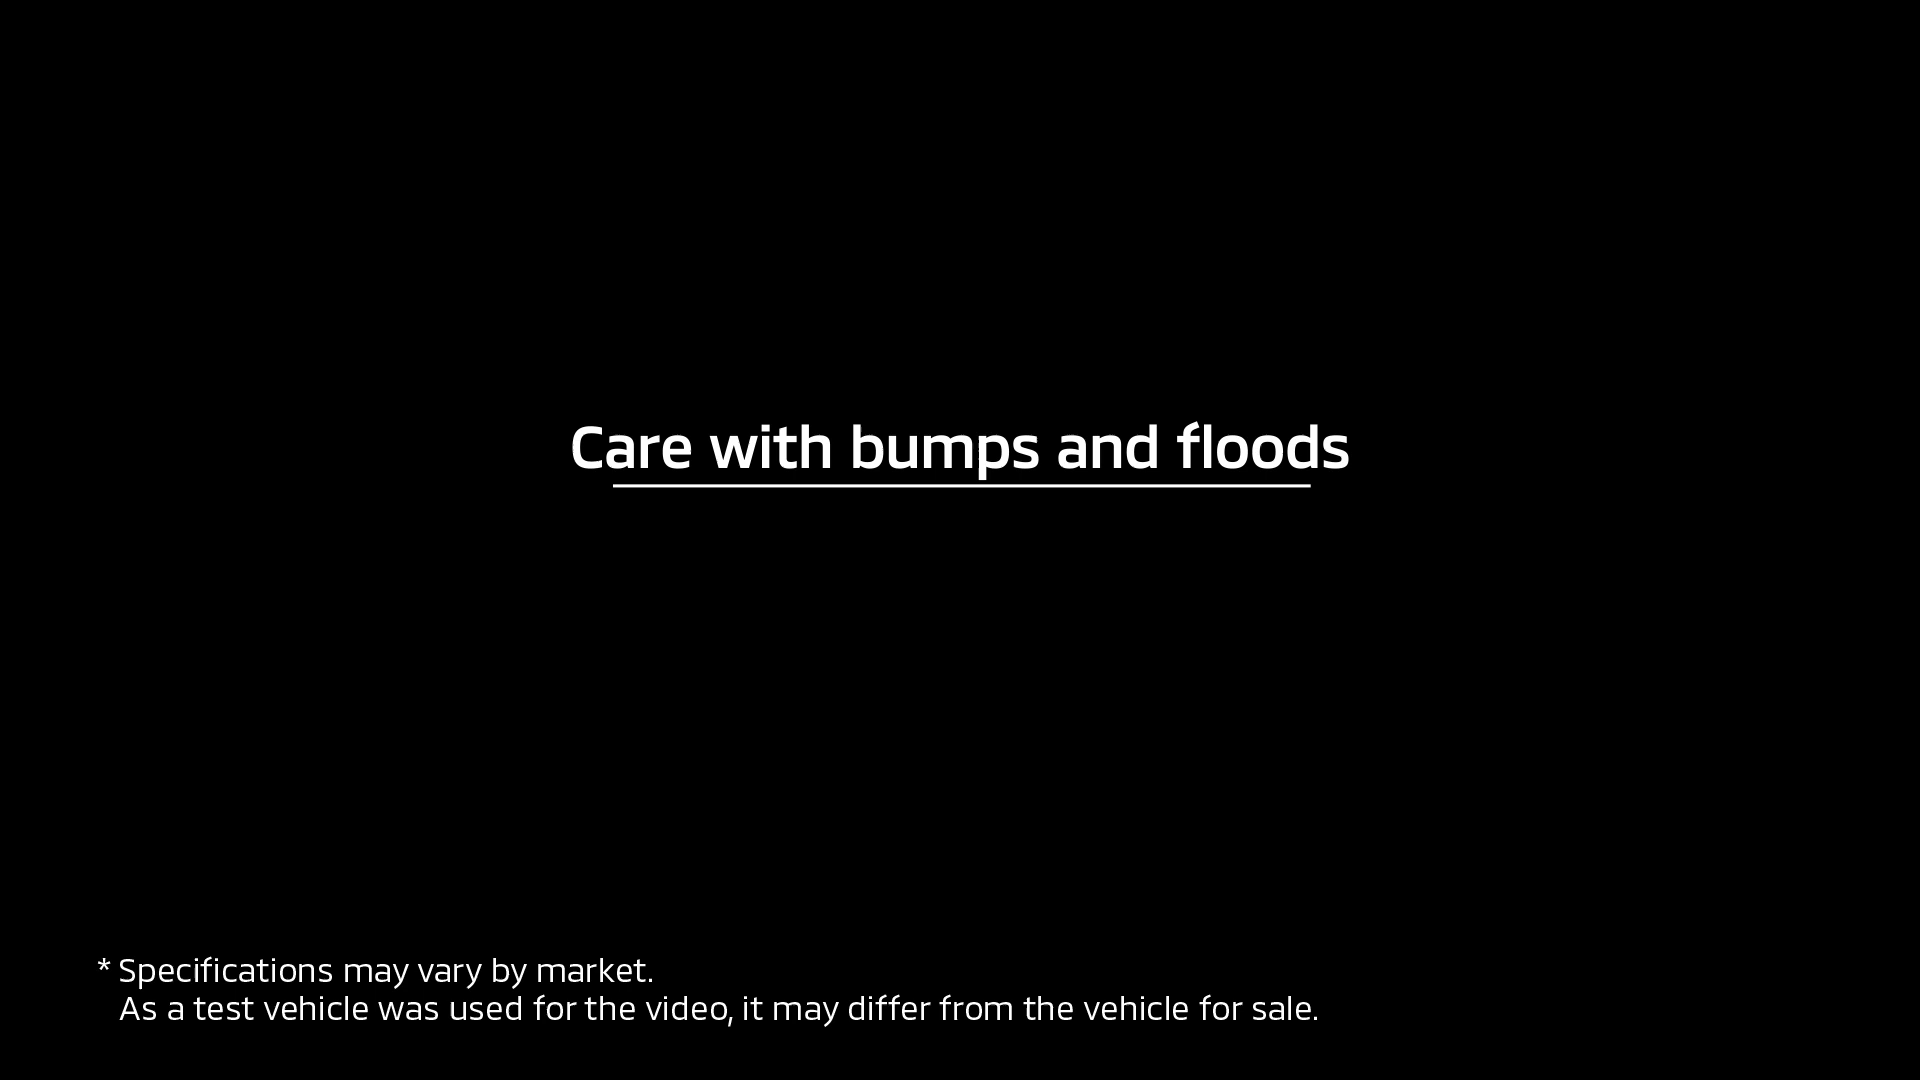 Care with bumps and floods
* Specifications may vary by market.
As a test vehicle was used for the video, it may differ from the vehicle for sale.